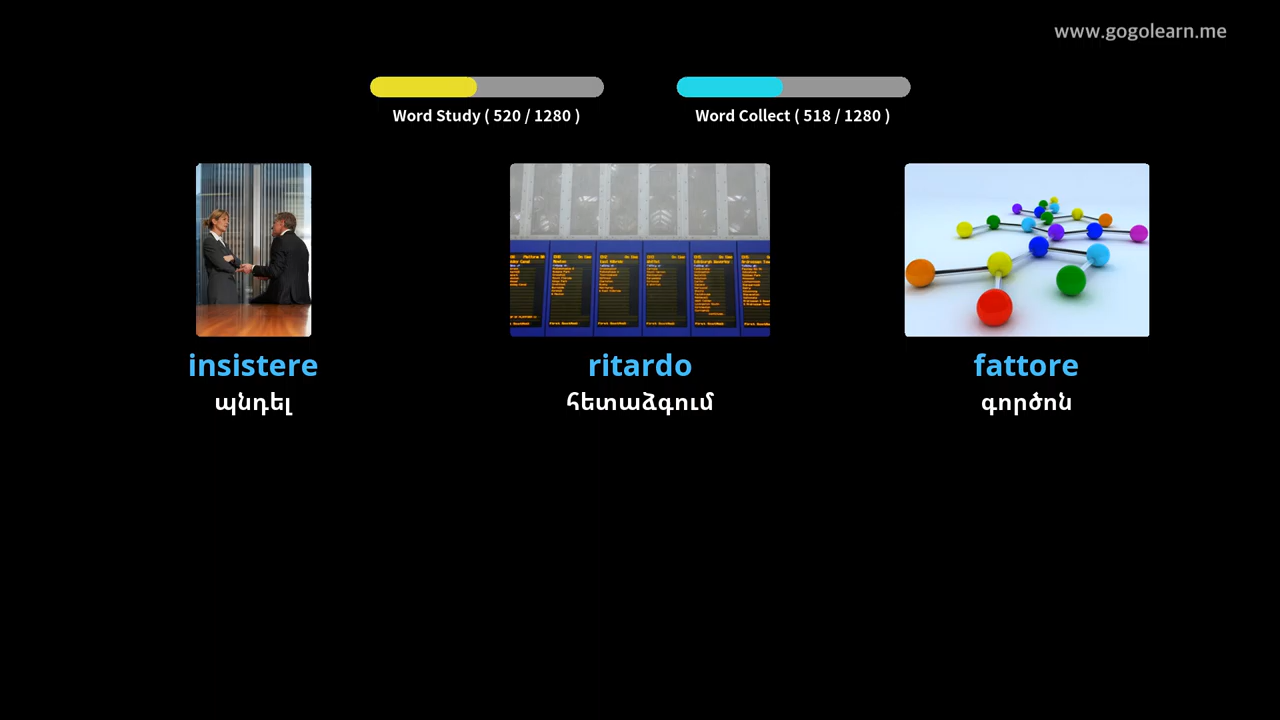 www.gogolearn.me
Word Study ( 520 / 1280 )
Word Collect ( 518 / 1280 )
insistere
ritardo
fattore
պնդել
հետաձգում
գործոն